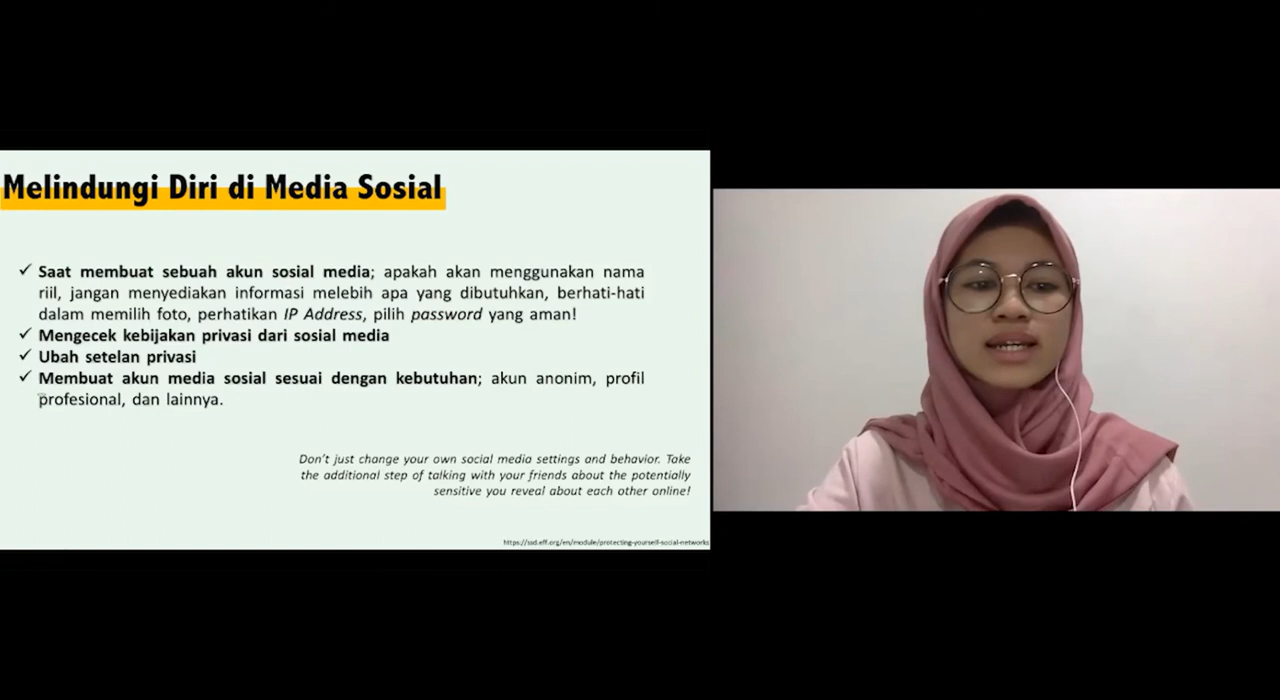 Melindungi Diri di Media Sosial
✓ Saat membuat sebuah akun sosial media; apakah akan menggunakan nama
riil, jangan menyediakan informasi melebih apa yang dibutuhkan, berhati-hati
dalam memilih foto, perhatikan IP Address, pilih password yang aman!
✓ Mengecek kebijakan privasi dari sosial media
✓ Ubah setelan privasi
✓ Membuat akun media sosial sesuai dengan kebutuhan; akun anonim, profil
profesional, dan lainnya.
Don't just change your own social media settings and behavior. Take
the additional step of talking with your friends about the potentially
sensitive you reveal about each other online!
https://ssd.eff.org/en/module/protecting-yourself-social-networks